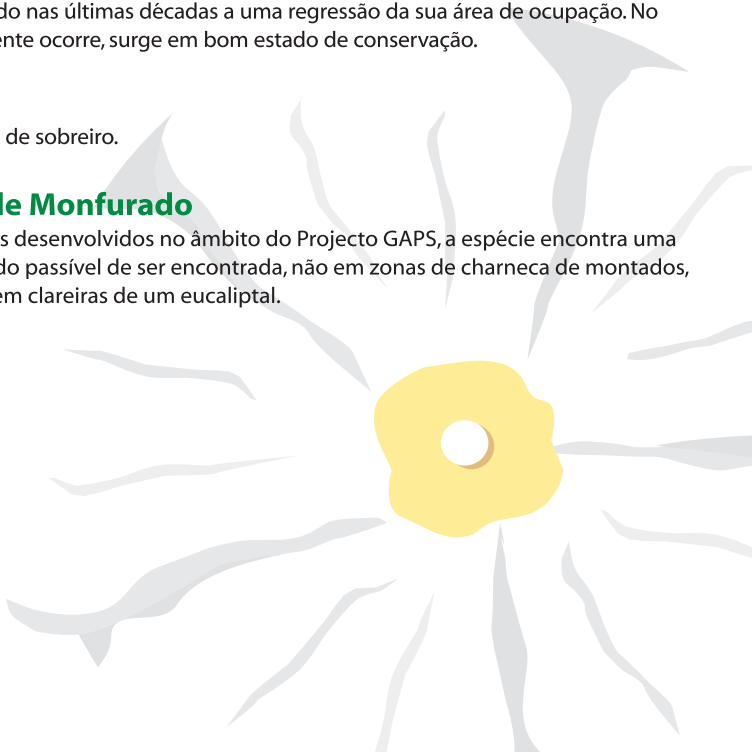 do nas últimas décadas a uma regressão da sua área de ocupação. No
ente ocorre, surge em bom estado de conservação.
de sobreiro.
de Monfurado
s desenvolvidos no âmbito do Projecto GAPS, a espécie encontra uma
do passível de ser encontrada, não em zonas de charneca de montados,
em clareiras de um eucaliptal.